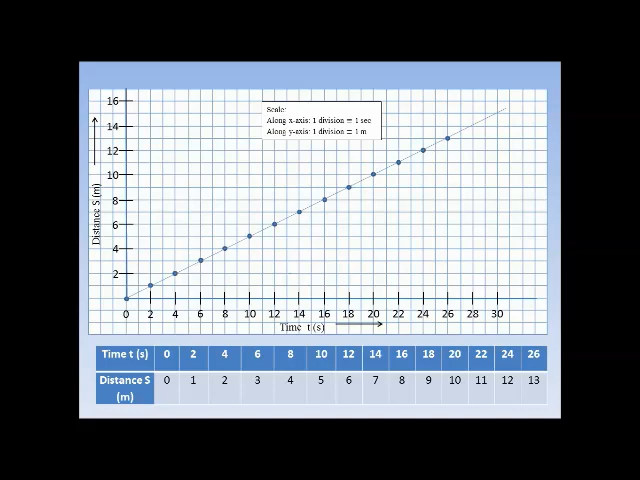 Scale:
Along x-axis: 1 division = 1 sec
Along y-axis: 1 division = 1 m
16
14
12
10
8
6
4
2
Distance S (m)
0 2 4 6 8 10 12 14 16 18 20 22 24 26 28 30
Time t (s)
Time t (s) 0 2 4 6 8 10 12 14 16 18 20 22 24 26
Distance S 0 1 2 3 4 5 6 7 8 9 10 11 12 13
(m)